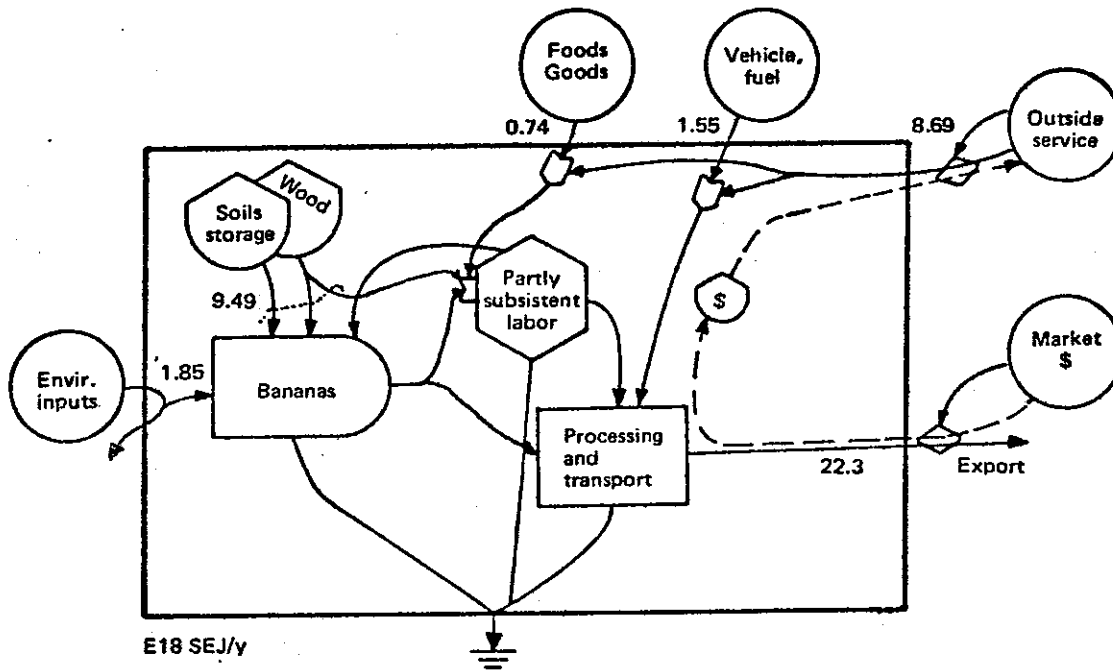 Foods
Goods
Vehicle,
fuel
0.74
1.55
8.69
Outside
service
Wood
Soils
storage
Partly
subsistent
labor
$
9.49
Envir.
inputs
1.85
Bananas
Market
$
Processing
and
transport
22.3
Export
E18 SEJ/y